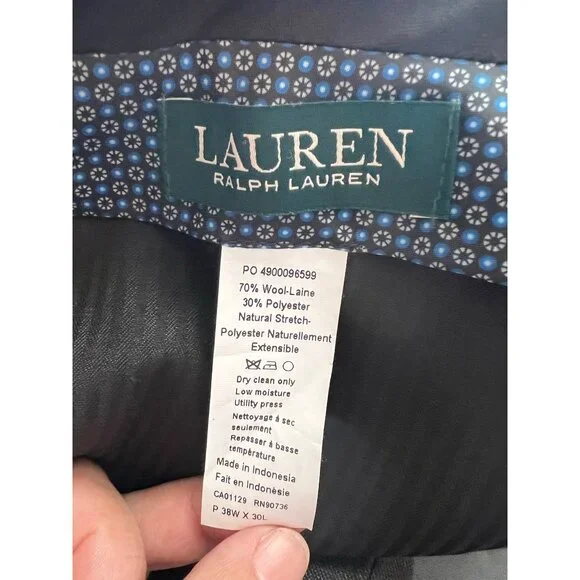 LAUREN
RALPH LAUREN
PO 4900096599
70% Wool-Laine
30% Polyester
Natural Stretch-
Polyester Naturellement
Extensible
Dry clean only
Low moisture
Utility press
Nettoyage á sec
seulement
Repasser á basse
température
Made in Indonesia
Fait en Indonésie
CA01129 RN90736
P 38W X 30L